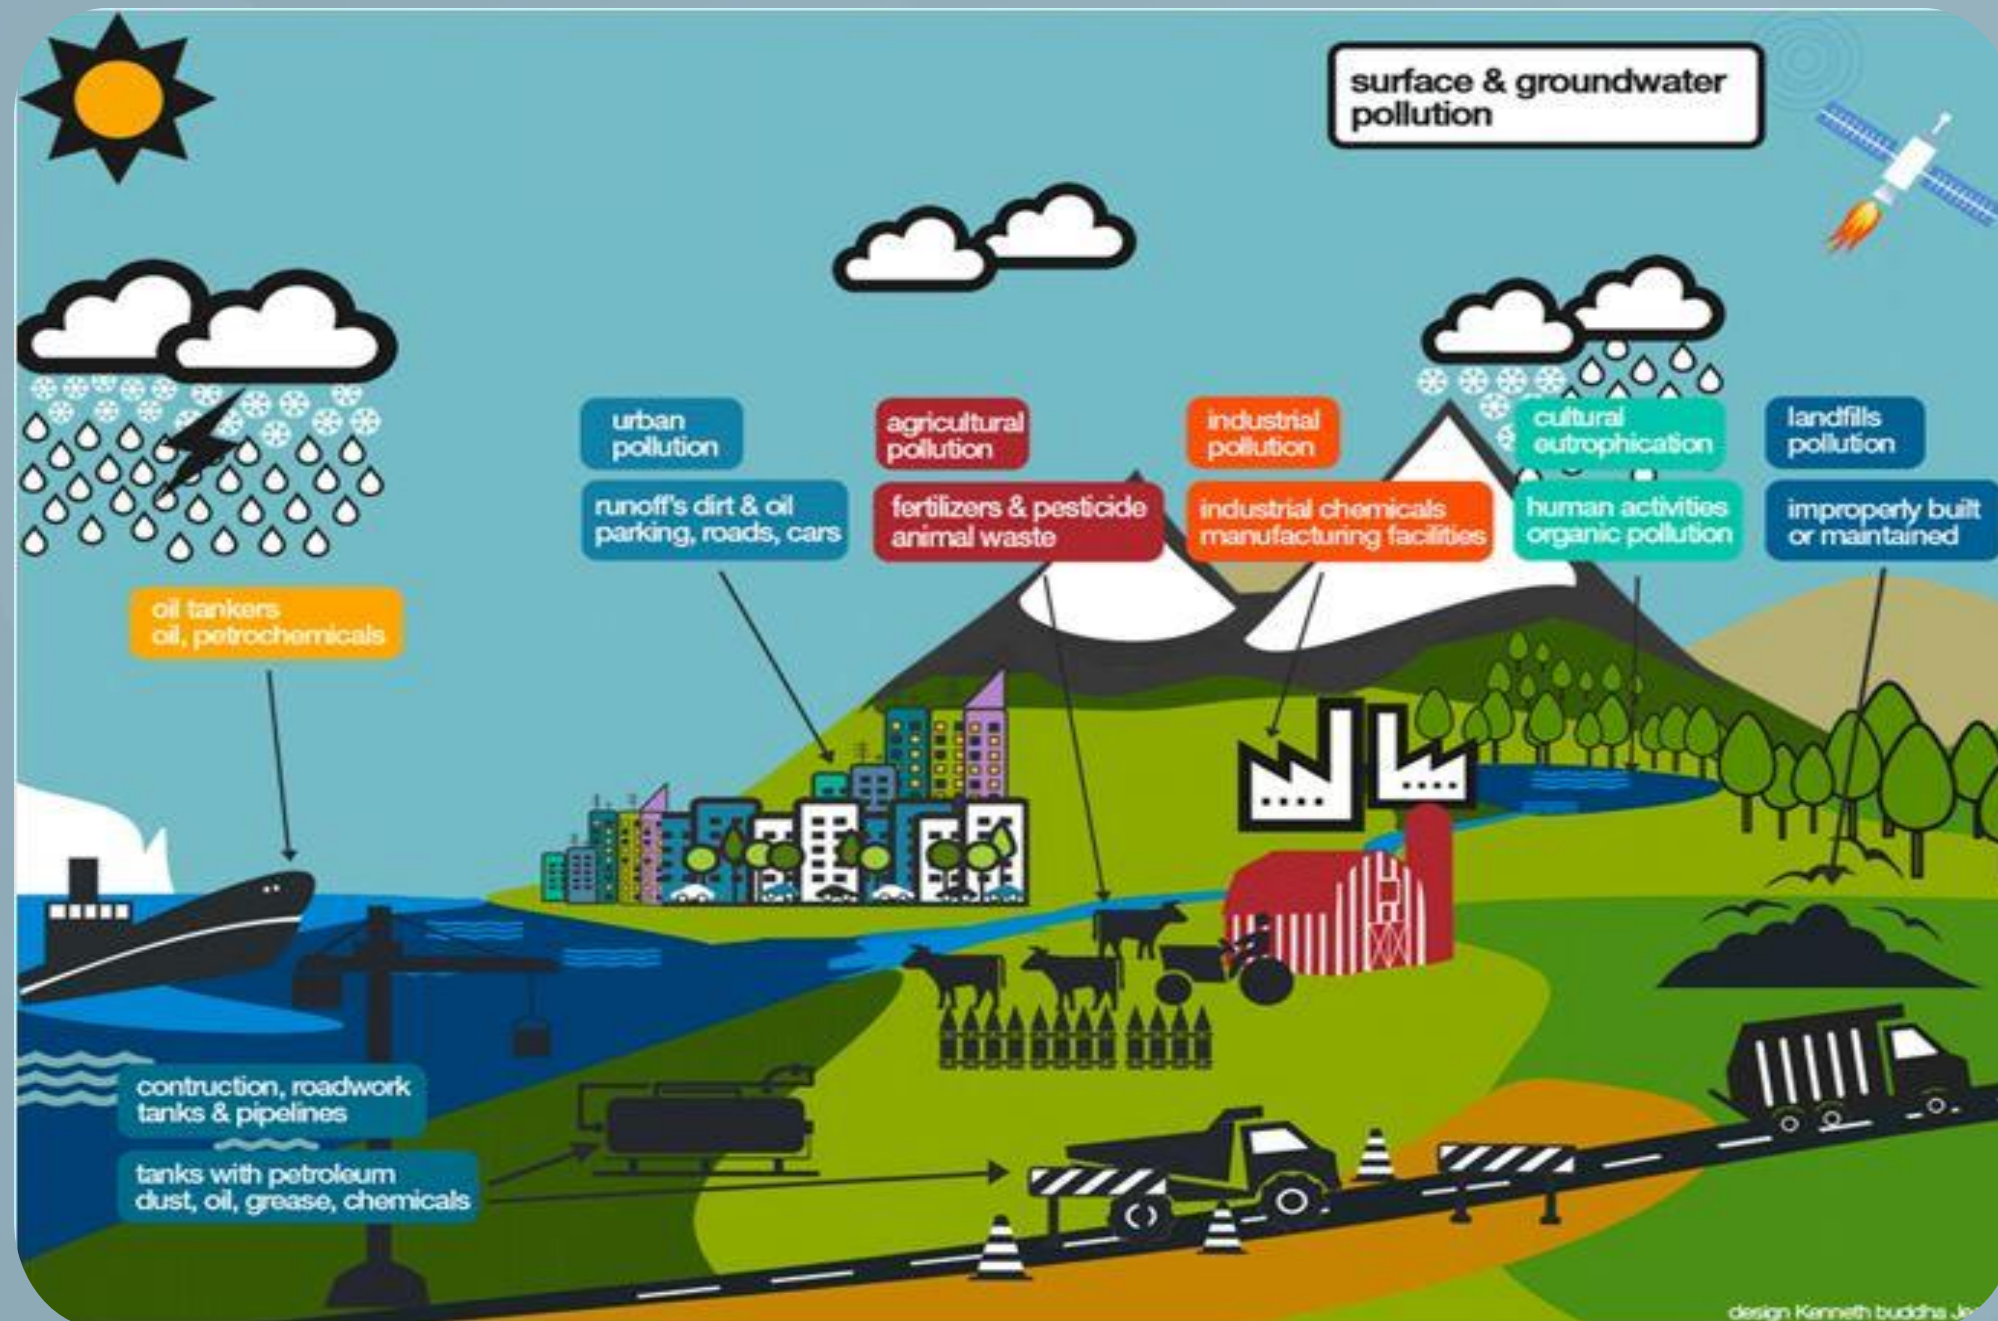 surface & groundwater
pollution
urban
pollution
runoff's dirt & oil
parking, roads, cars
agricultural
pollution
fertilizers & pesticide
animal waste
industrial
pollution
industrial chemicals
manufacturing facilities
cultural
eutrophication
human activities
organic pollution
landfills
pollution
improperly built
or maintained
oil tankers
oil, petrochemicals
contruction, roadwork
tanks & pipelines
tanks with petroleum
dust, oil, grease, chemicals
design Kenneth buddha